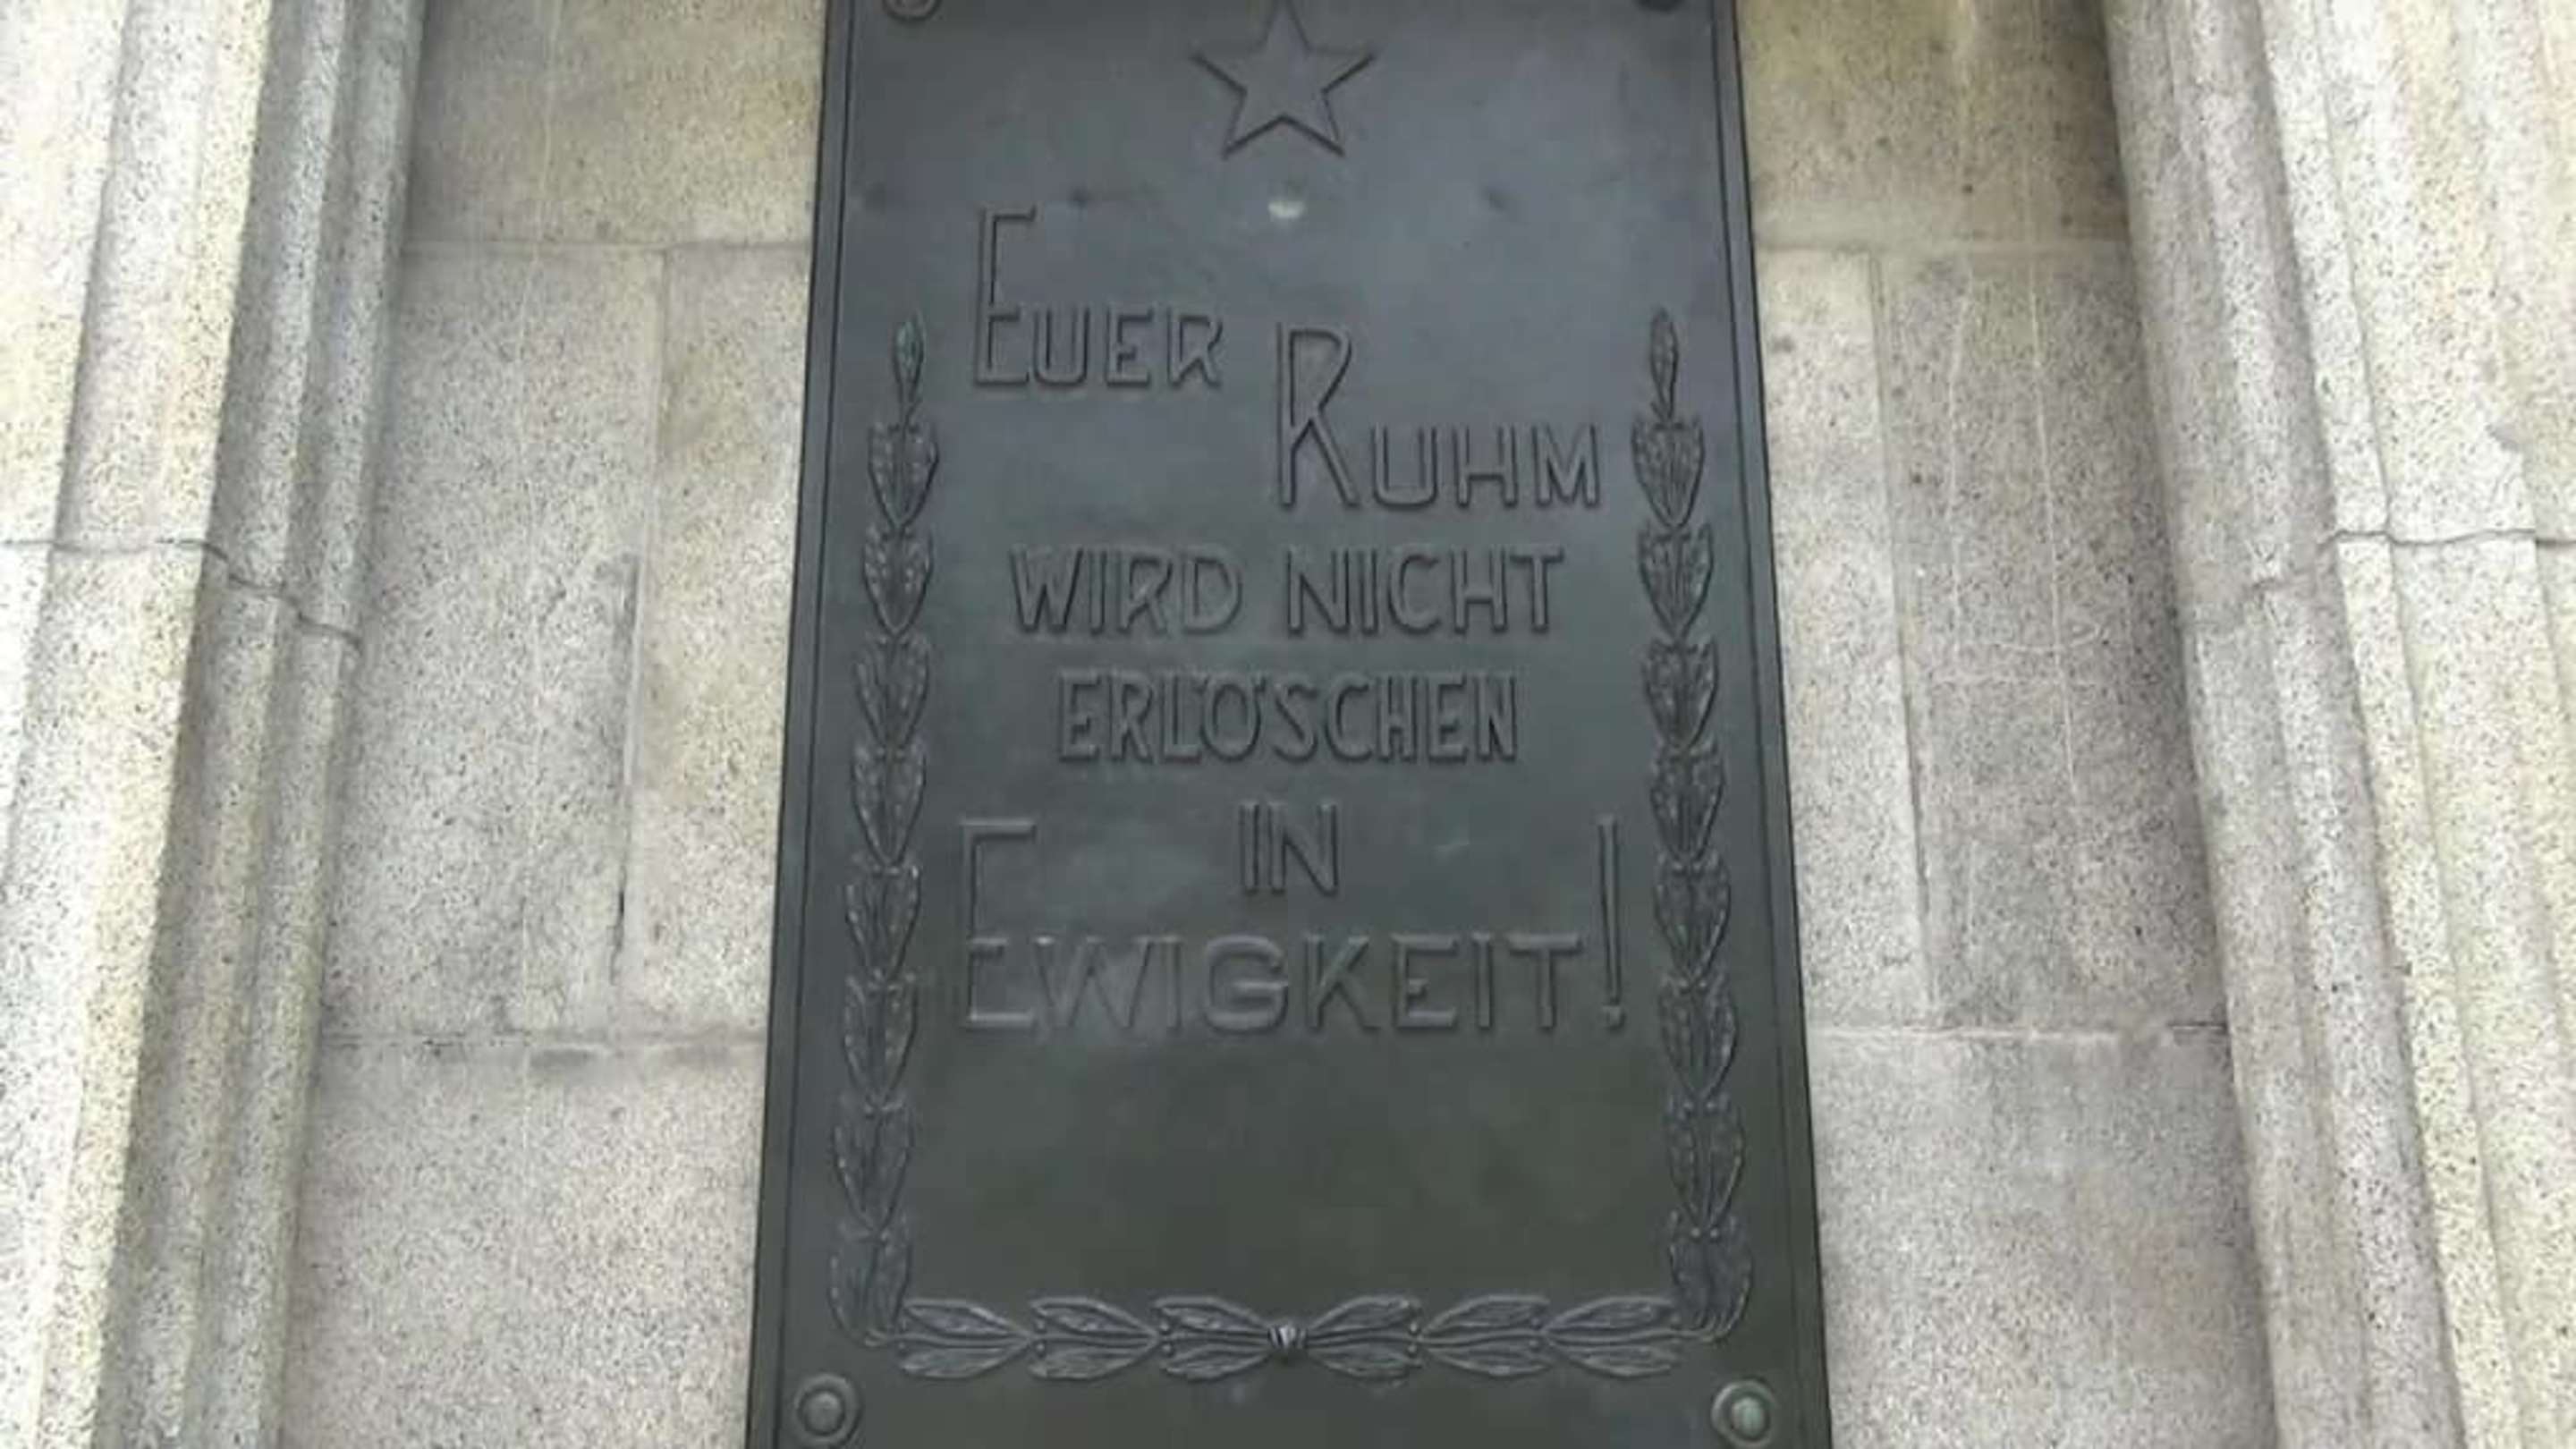 EUER
RUHM
WIRD NICHT
ERLÖSCHEN
IN
EWIGKEIT!